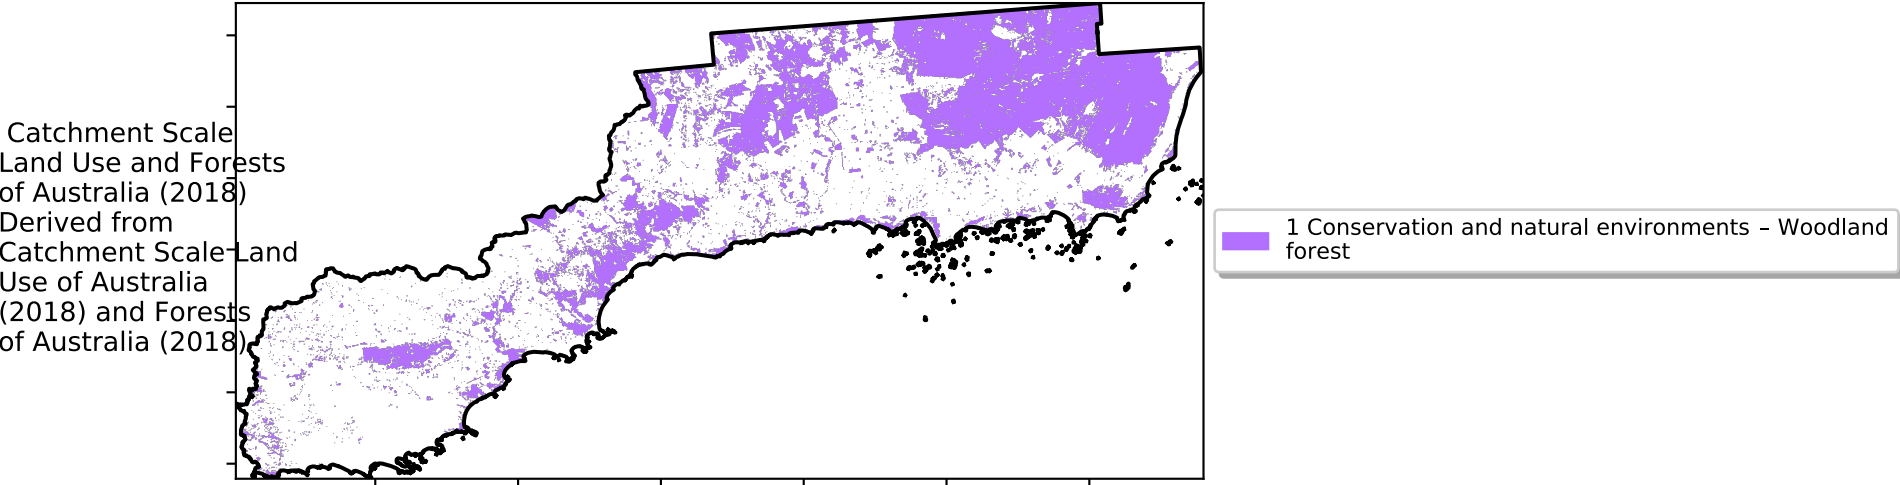 Catchment Scale
Land Use and Forests
of Australia (2018)
Derived from
Catchment Scale Land
Use of Australia
(2018) and Forests
of Australia (2018)
1 Conservation and natural environments – Woodland
forest